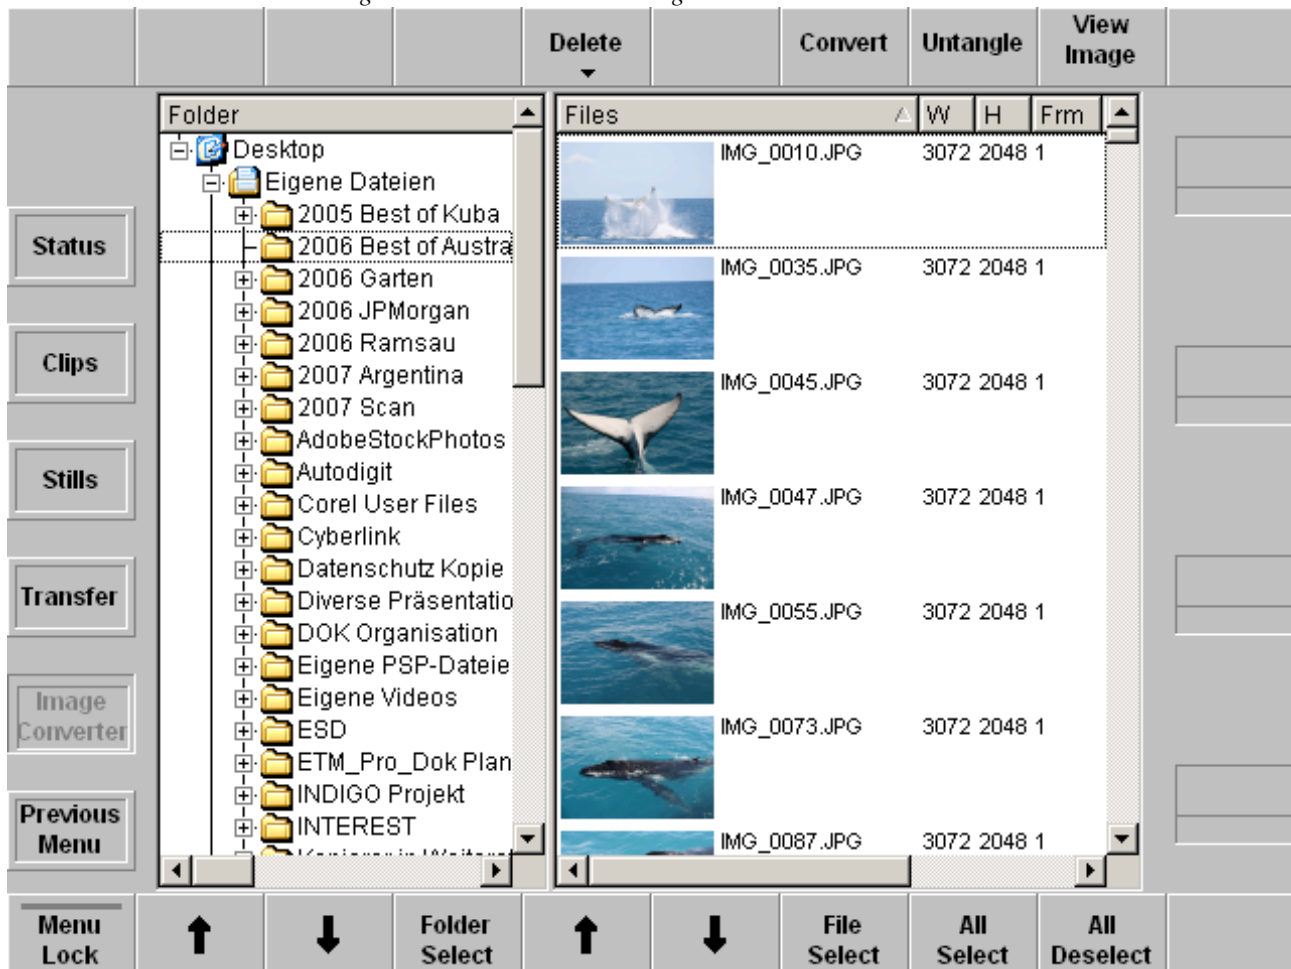 Delete
Convert
Untangle
View
Image
Folder
Files
W
H
Frm
Desktop
Eigene Dateien
2005 Best of Kuba
2006 Best of Austra
2006 Garten
2006 JPMorgan
2006 Ramsau
2007 Argentina
2007 Scan
AdobeStockPhotos
Autodigit
Corel User Files
Cyberlink
Datenschutz Kopie
Diverse Präsentatio
DOK Organisation
Eigene PSP-Dateie
Eigene Videos
ESD
ETM_Pro_Dok Plan
INDIGO Projekt
INTEREST
IMG_0010.JPG 3072 2048 1
IMG_0035.JPG 3072 2048 1
IMG_0045.JPG 3072 2048 1
IMG_0047.JPG 3072 2048 1
IMG_0055.JPG 3072 2048 1
IMG_0073.JPG 3072 2048 1
IMG_0087.JPG 3072 2048 1
Status
Clips
Stills
Transfer
Image
Converter
Previous
Menu
Menu
Lock
Folder
Select
File
Select
All
Select
All
Deselect